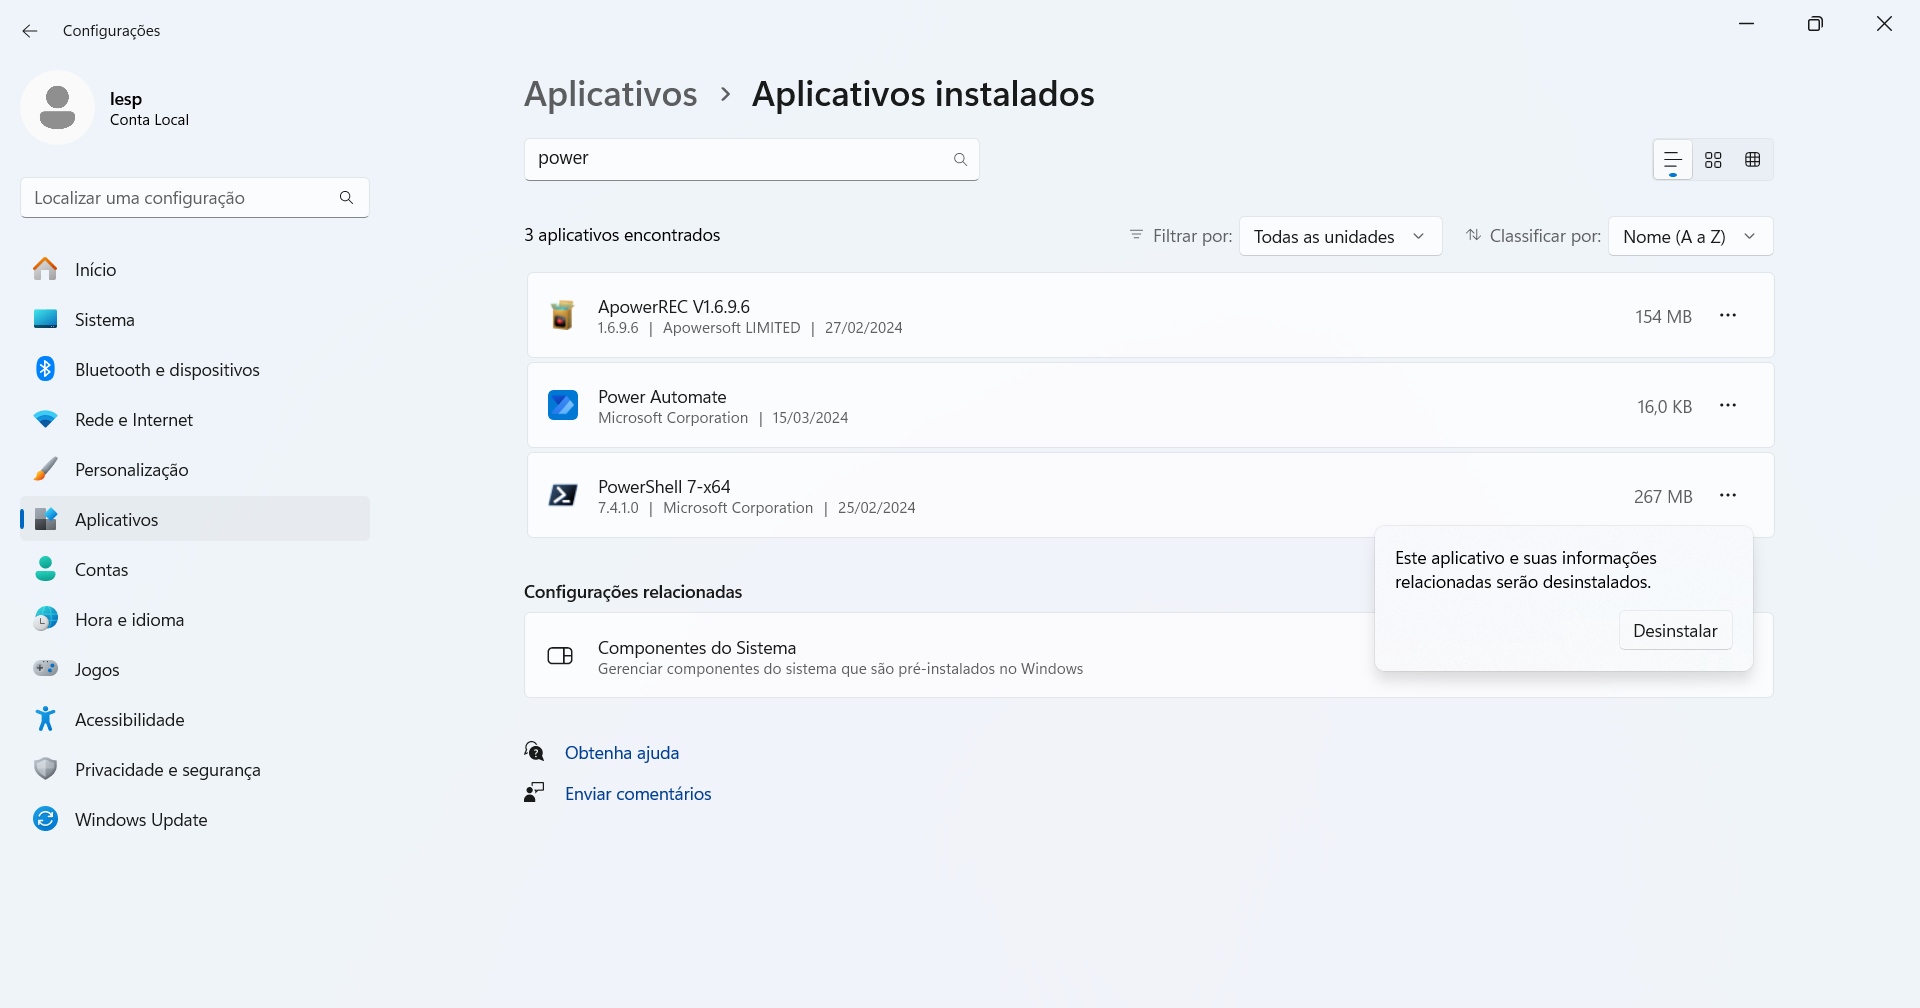 Configurações
lesp
Conta Local
Localizar uma configuração
Início
Sistema
Bluetooth e dispositivos
Rede e Internet
Personalização
Aplicativos
Contas
Hora e idioma
Jogos
Acessibilidade
Privacidade e segurança
Windows Update
Aplicativos > Aplicativos instalados
power
3 aplicativos encontrados
Filtrar por: Todas as unidades
Classificar por: Nome (A a Z)
ApowerREC V1.6.9.6
1.6.9.6 | Apowersoft LIMITED | 27/02/2024
154 MB
Power Automate
Microsoft Corporation | 15/03/2024
16,0 KB
PowerShell 7-x64
7.4.1.0 | Microsoft Corporation | 25/02/2024
267 MB
Este aplicativo e suas informações
relacionadas serão desinstalados.
Desinstalar
Configurações relacionadas
Componentes do Sistema
Gerenciar componentes do sistema que são pré-instalados no Windows
Obtenha ajuda
Enviar comentários